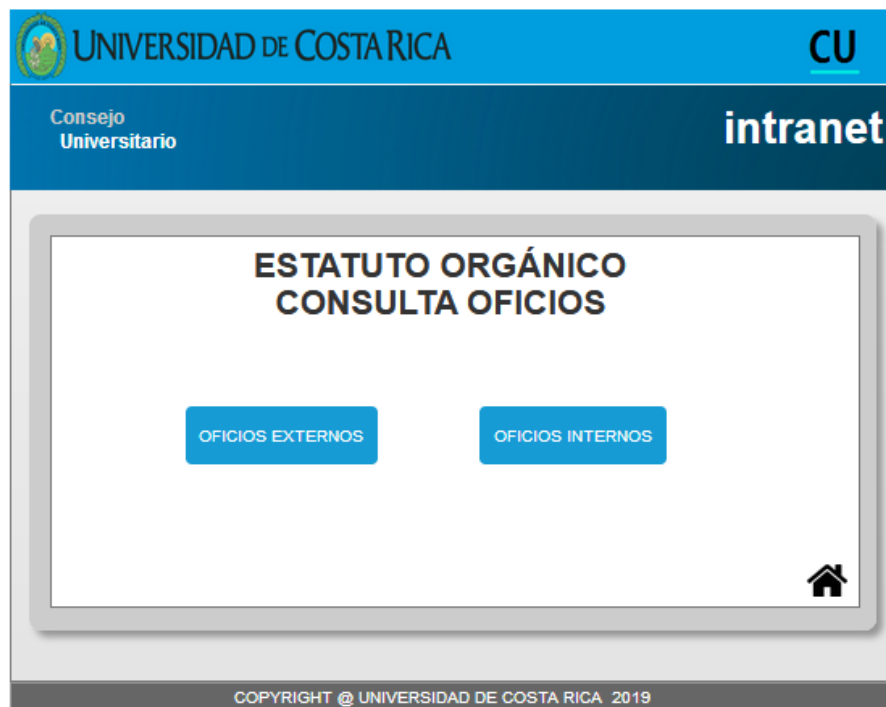 UNIVERSIDAD DE COSTA RICA
CU
Consejo
Universitario
intranet
ESTATUTO ORGÁNICO
CONSULTA OFICIOS
OFICIOS EXTERNOS
OFICIOS INTERNOS
COPYRIGHT @ UNIVERSIDAD DE COSTA RICA 2019